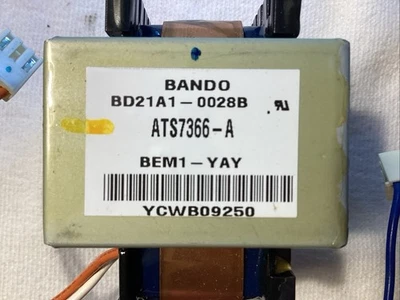 BANDO
BD21A1-0028B
ATS7366-A
BEM1-YAY
YCWB09250